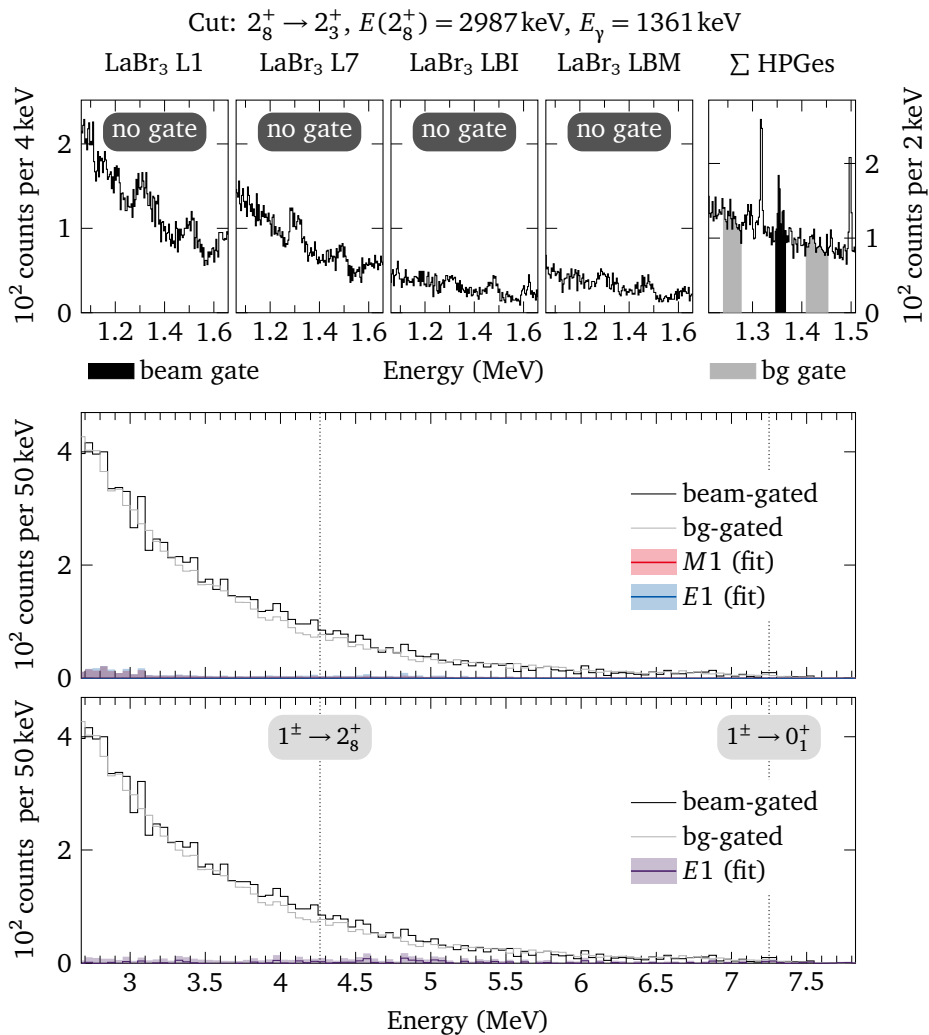 Cut: 2₈⁺ → 2₃⁺, E(2₈⁺) = 2987 keV, Eγ = 1361 keV
LaBr₃ L1 LaBr₃ L7 LaBr₃ LBI LaBr₃ LBM ∑ HPGes
no gate no gate no gate no gate
10² counts per 4 keV
2
1
0
10² counts per 2 keV
2
1
0
1.2 1.4 1.6 1.2 1.4 1.6 1.2 1.4 1.6 1.2 1.4 1.6 1.3 1.4 1.5
beam gate Energy (MeV) bg gate
10² counts per 50 keV
4
2
0
beam-gated
bg-gated
M1 (fit)
E1 (fit)
10² counts per 50 keV
4
2
0
1± → 2₈⁺ 1± → 0₁⁺
beam-gated
bg-gated
E1 (fit)
3 3.5 4 4.5 5 5.5 6 6.5 7 7.5
Energy (MeV)